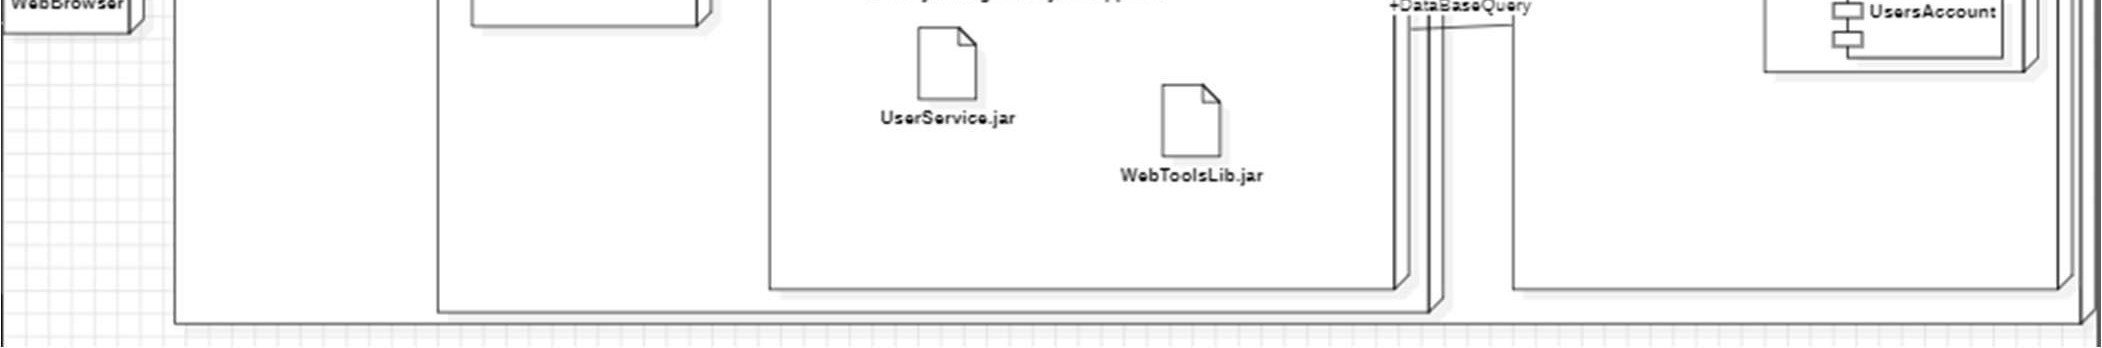 WebBrowser
+DataBaseQuery
UsersAccount
UserService.jar
WebToolsLib.jar